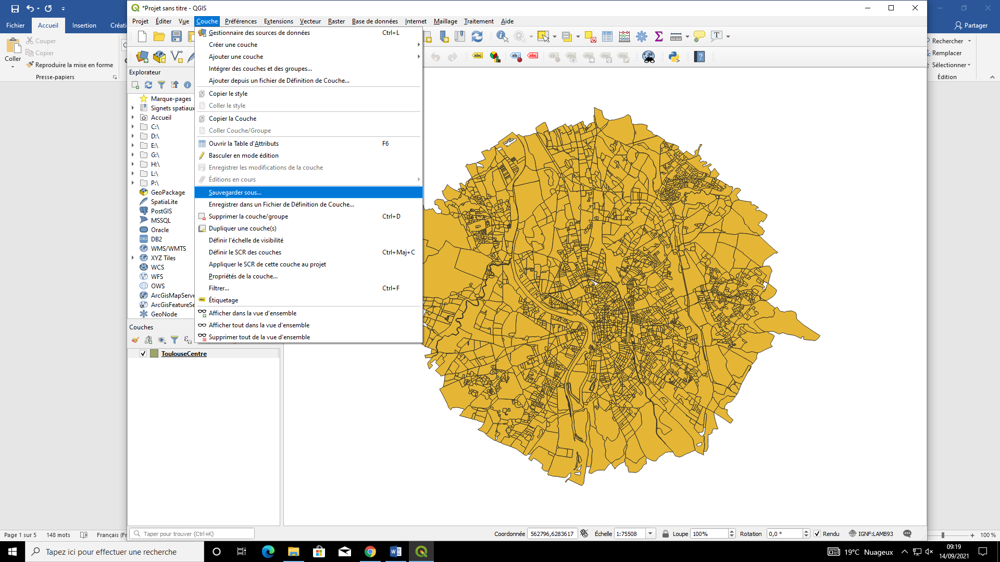 *Projet sans titre - QGIS
Fichier
Accueil
Insertion
Créati
Partager
Projet Éditer Vue Couche Préférences Extensions Vecteur Raster Base de données Internet Maillage Traitement Aide
Coller
Couper
Copier
Reproduire la mise en forme
Presse-papiers
Rechercher
Remplacer
Sélectionner
Édition
Gestionnaire des sources de données Ctrl+L
Créer une couche
Ajouter une couche
Intégrer des couches et des groupes...
Ajouter depuis un fichier de Définition de Couche...
Copier le style
Coller le style
Copier la Couche
Coller Couche/Groupe
Ouvrir la Table d'Attributs F6
Basculer en mode édition
Enregistrer les modifications de la couche
Éditions en cours
Sauvegarder sous...
Enregistrer dans un Fichier de Définition de Couche...
Supprimer la couche/groupe Ctrl+D
Dupliquer une couche(s)
Définir l'échelle de visibilité
Définir le SCR des couches Ctrl+Maj+C
Appliquer le SCR de cette couche au projet
Propriétés de la couche...
Filtrer... Ctrl+F
abc Étiquetage
Afficher dans la vue d'ensemble
Afficher tout dans la vue d'ensemble
Supprimer tout de la vue d'ensemble
abc
ab
abc
Explorateur
Marque-pages
Signets spatiaux
Accueil
C:\
D:\
E:\
G:\
H:\
L:\
P:\
GeoPackage
SpatiaLite
PostGIS
MSSQL
Oracle
DB2 DB2
WMS/WMTS
XYZ Tiles
WCS
WFS
OWS
ArcGisMapServe
ArcGisFeatureSe
GeoNode
Couches
ToulouseCentre
Taper pour trouver (Ctrl+K)
Coordonnée 562796,6283617 Échelle 1:75508 Loupe 100% Rotation 0,0 ° Rendu IGNF:LAMB93
Page 1 sur 5 148 mots Français (Fr
100 %
Tapez ici pour effectuer une recherche
19°C Nuageux
09:19
14/09/2021